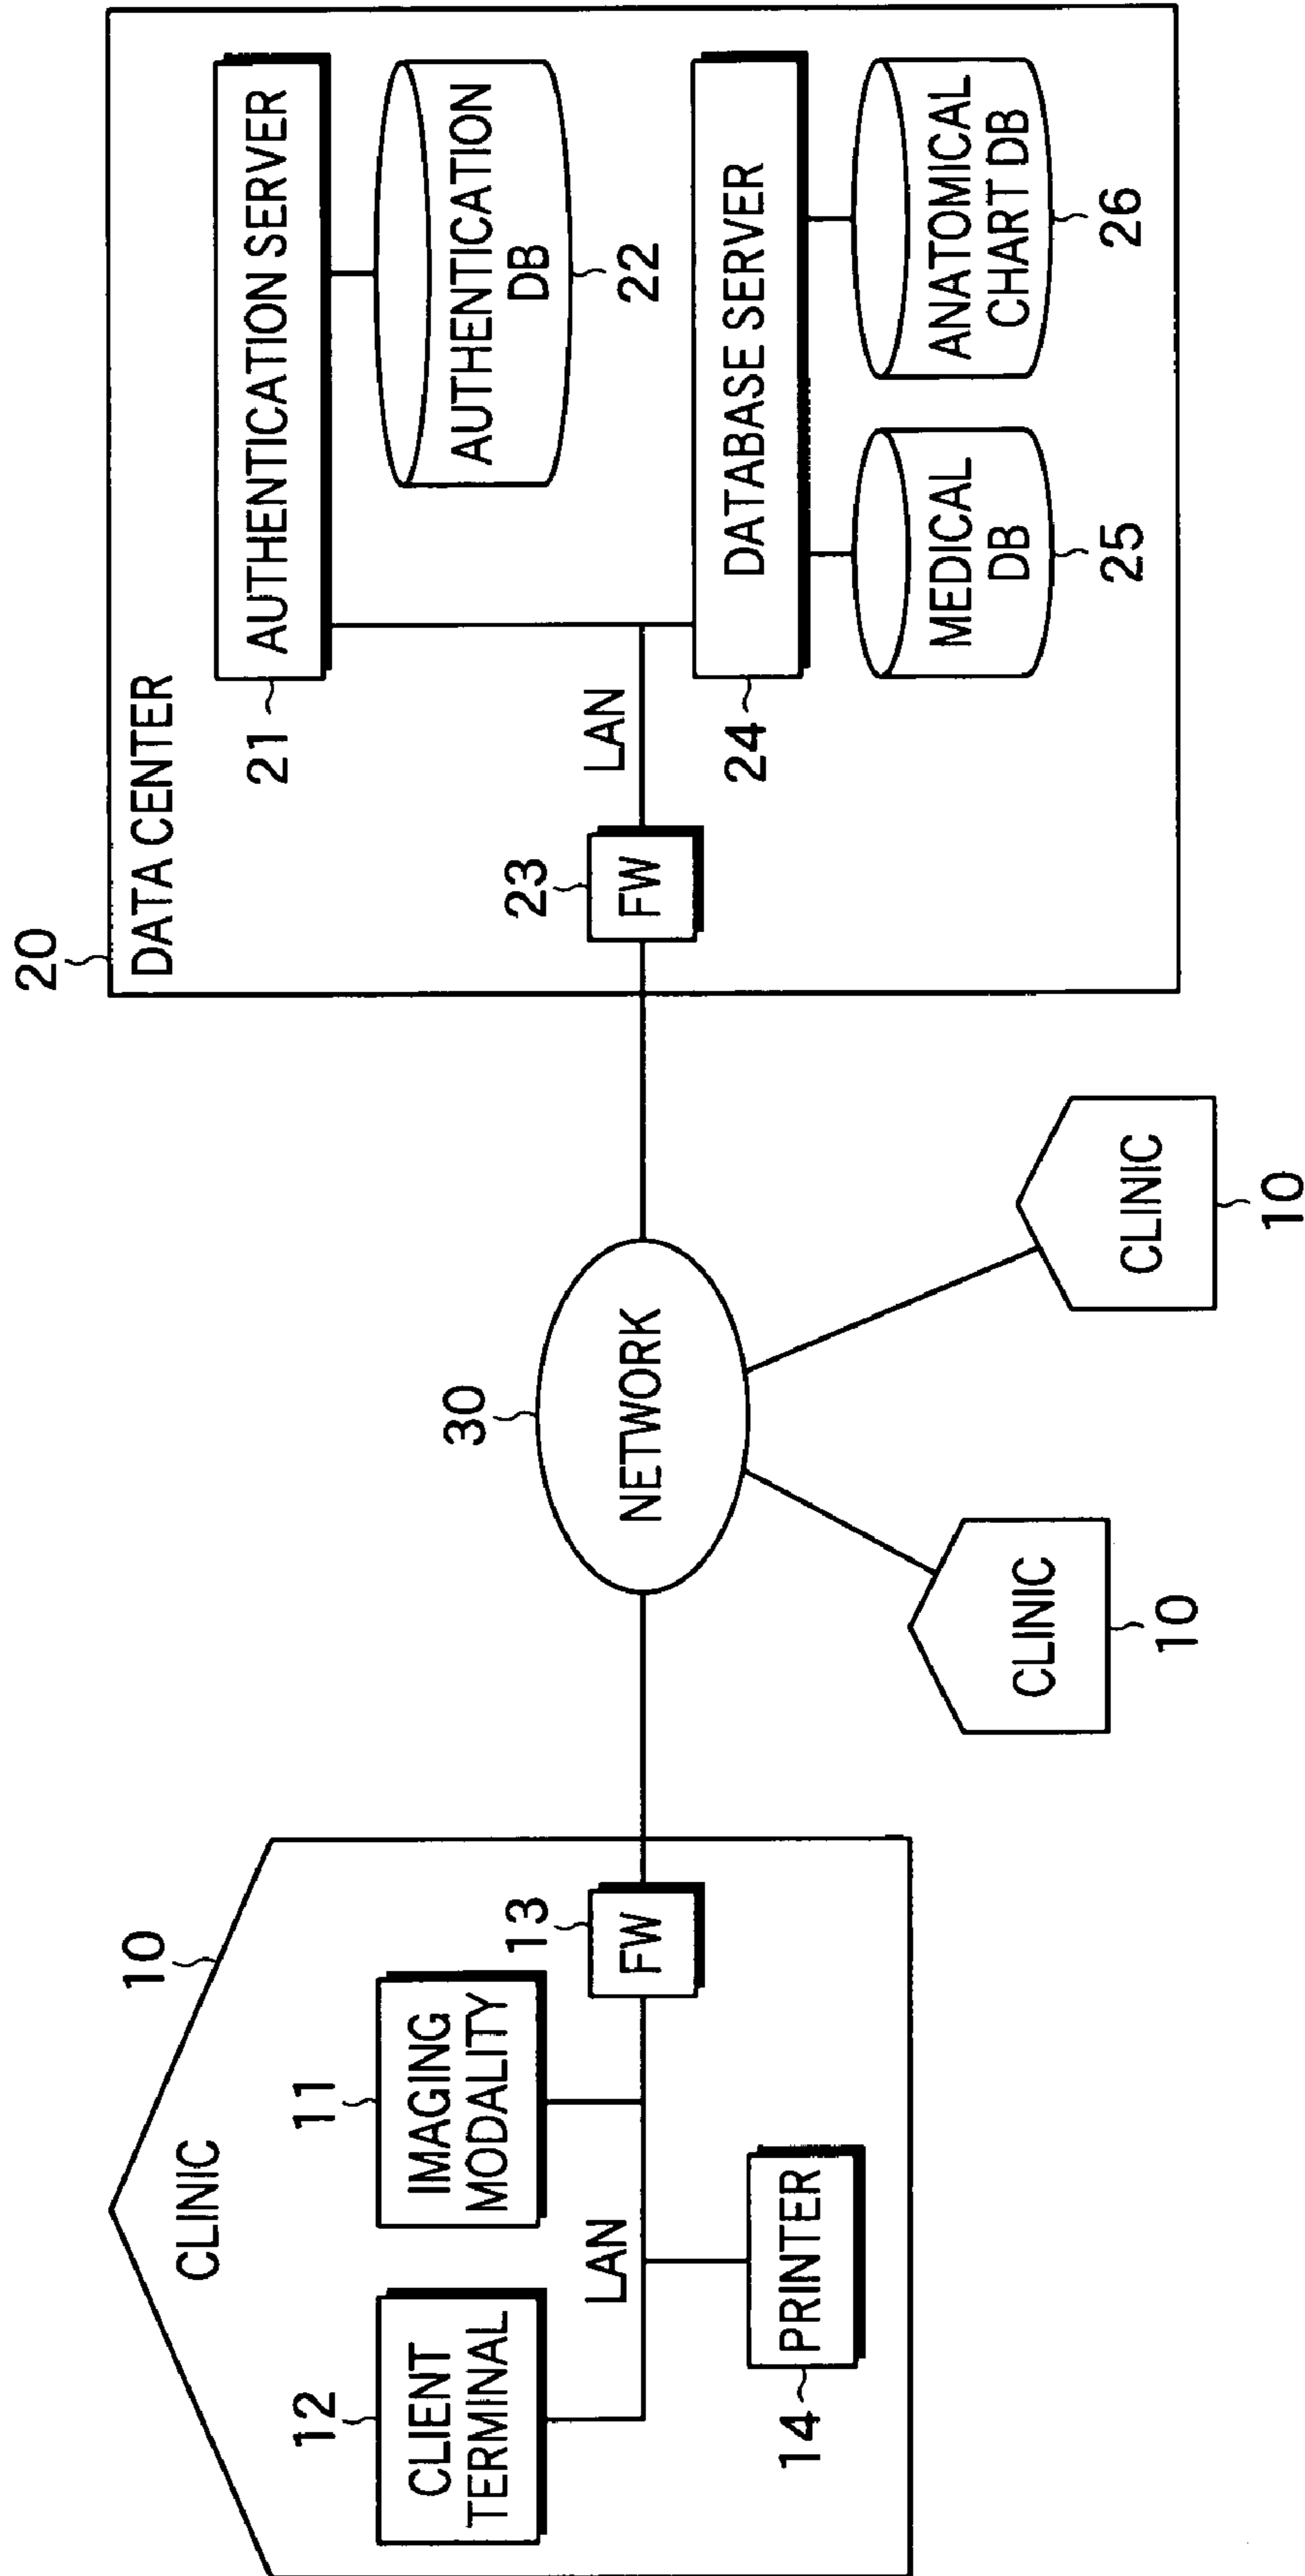 10
CLINIC
12
CLIENT
TERMINAL
11
IMAGING
MODALITY
13
FW
LAN
14
PRINTER
30
NETWORK
CLINIC
10
CLINIC
10
20
DATA CENTER
21
AUTHENTICATION SERVER
AUTHENTICATION
DB
22
23
FW
LAN
24
DATABASE SERVER
MEDICAL
DB
25
ANATOMICAL
CHART DB
26